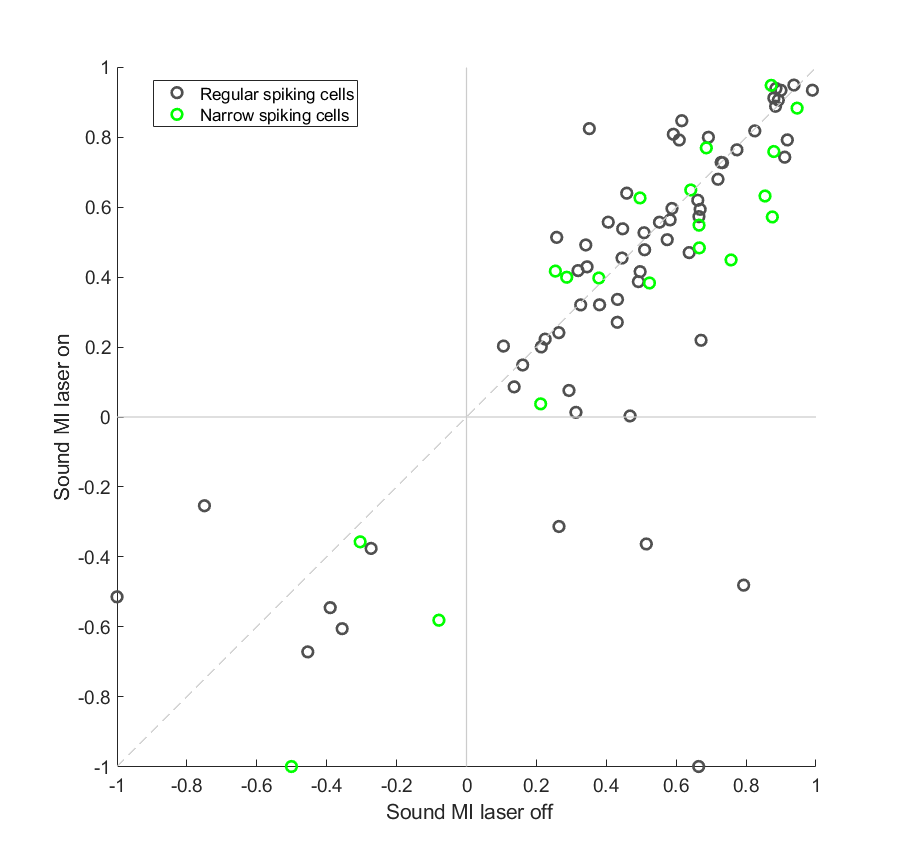 Regular spiking cells
Narrow spiking cells
Sound MI laser on
1
0.8
0.6
0.4
0.2
0
-0.2
-0.4
-0.6
-0.8
-1
-1 -0.8 -0.6 -0.4 -0.2 0 0.2 0.4 0.6 0.8 1
Sound MI laser off